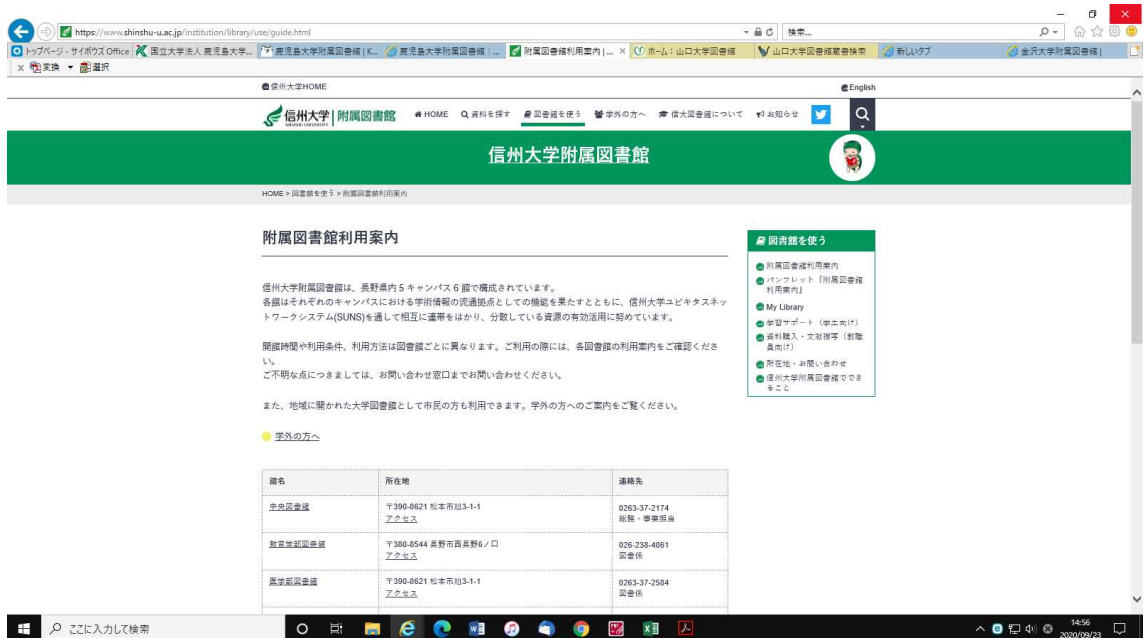 https://www.shinshu-u.ac.jp/institution/library/use/guide.html
検索...
トップページ - サイボウズ Office
国立大学法人 鹿児島大学...
鹿児島大学附属図書館 | K...
鹿児島大学附属図書館 | ...
附属図書館利用案内 | ...
ホーム : 山口大学図書館
山口大学図書館蔵書検索
新しいタブ
金沢大学附属図書館 |
x 変換 選択
信州大学HOME
English
信州大学 | 附属図書館
SHINSHU UNIVERSITY
HOME 資料を探す 図書館を使う 学外の方へ 信大図書館について お知らせ
信州大学附属図書館
HOME > 図書館を使う > 附属図書館利用案内
附属図書館利用案内
信州大学附属図書館は、長野県内5キャンパス6館で構成されています。
各館はそれぞれのキャンパスにおける学術情報の流通拠点としての機能を果たすとともに、信州大学ユビキタスネッ
トワークシステム(SUNS)を通して相互に連帯をはかり、分散している資源の有効活用に努めています。
開館時間や利用条件、利用方法は図書館ごとに異なります。ご利用の際には、各図書館の利用案内をご確認くださ
い。
ご不明な点につきましては、お問い合わせ窓口までお問い合わせください。
また、地域に開かれた大学図書館として市民の方も利用できます。学外の方へのご案内をご覧ください。
学外の方へ
館名 所在地 連絡先
中央図書館 〒390-8621 松本市旭3-1-1 0263-37-2174
アクセス 総務・事業担当
教育学部図書館 〒380-8544 長野市西長野6ノロ 026-238-4061
アクセス 図書係
医学部図書館 〒390-8621 松本市旭3-1-1 0263-37-2584
アクセス 図書係
図書館を使う
附属図書館利用案内
パンフレット『附属図書館
利用案内』
My Library
学習サポート（学生向け）
資料購入・文献複写（教職
員向け）
所在地・お問い合わせ
信州大学附属図書館ででき
ること
ここに入力して検索
14:56
2020/09/23